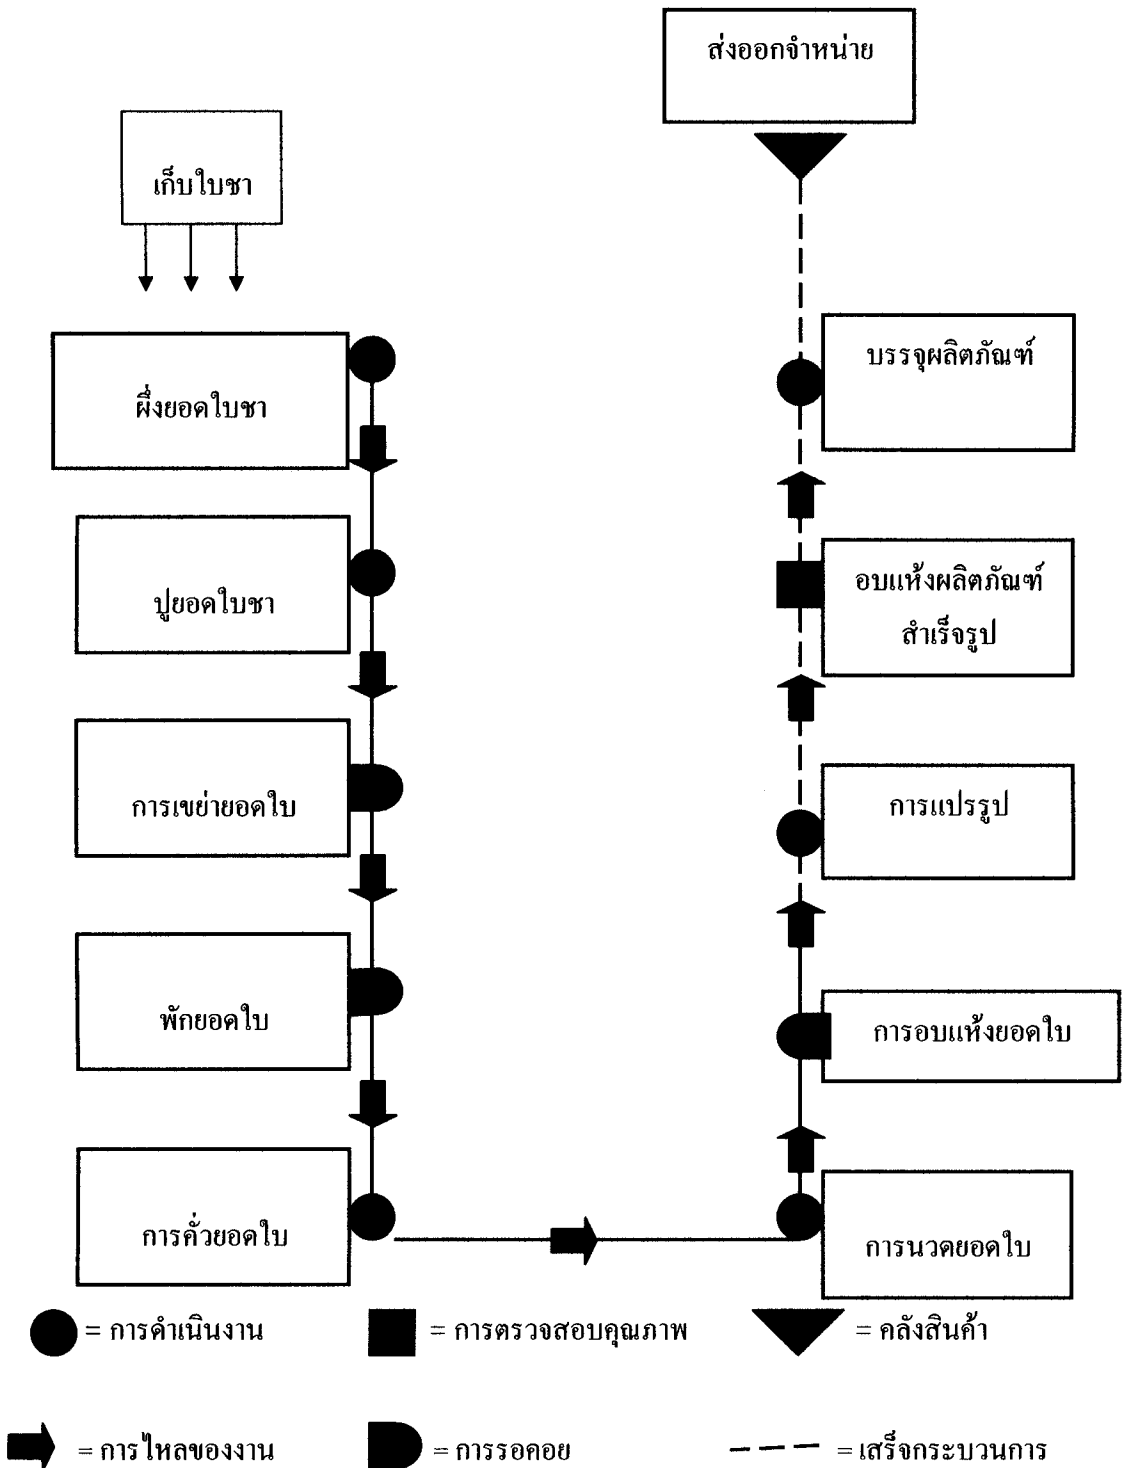 ส่งออกจำหน่าย
เก็บใบชา
ผึ่งยอดใบชา
ปูยอดใบชา
การเขย่ายอดใบ
พักยอดใบ
การคั่วยอดใบ
การนวดยอดใบ
การอบแห้งยอดใบ
การแปรรูป
อบแห้งผลิตภัณฑ์
สำเร็จรูป
บรรจุผลิตภัณฑ์
= การดำเนินงาน
= การตรวจสอบคุณภาพ
= คลังสินค้า
= การไหลของงาน
= การรอคอย
= เสร็จกระบวนการ